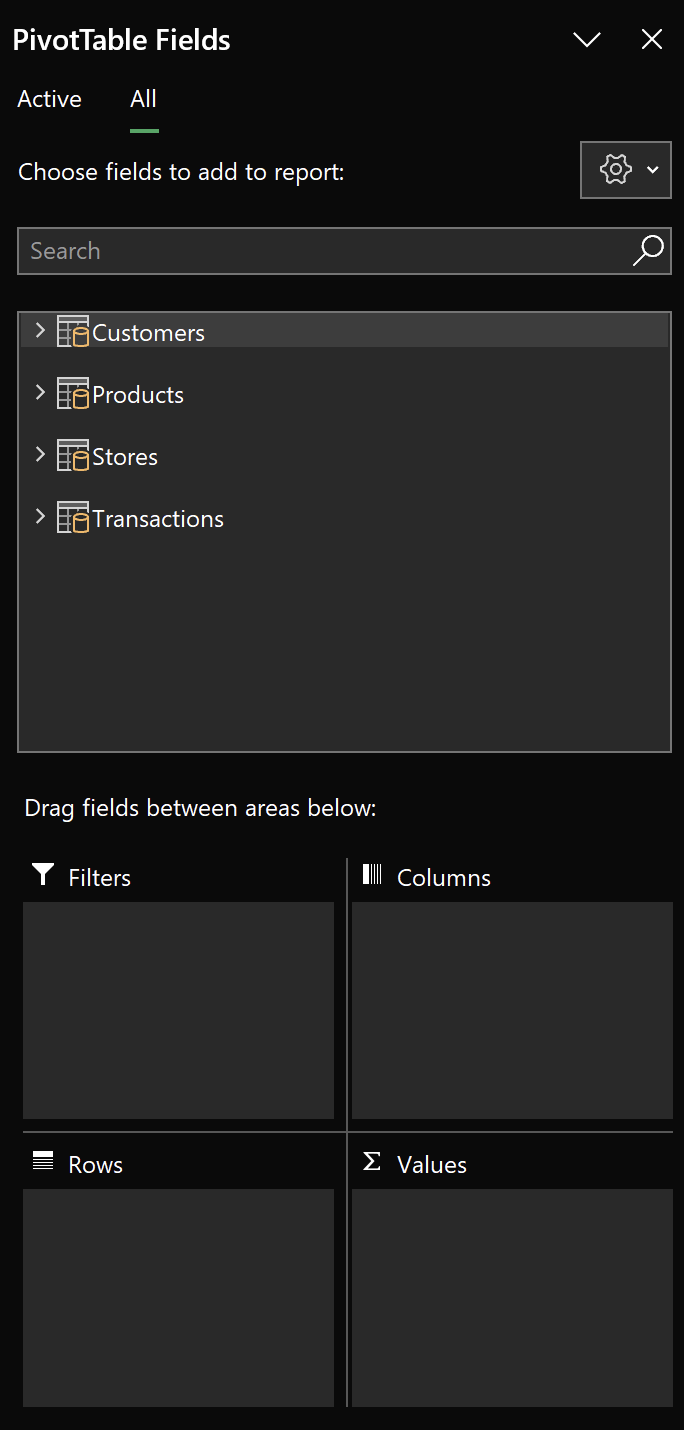 PivotTable Fields
Active All
Choose fields to add to report:
Search
Customers
Products
Stores
Transactions
Drag fields between areas below:
Filters
Columns
Rows
Σ Values